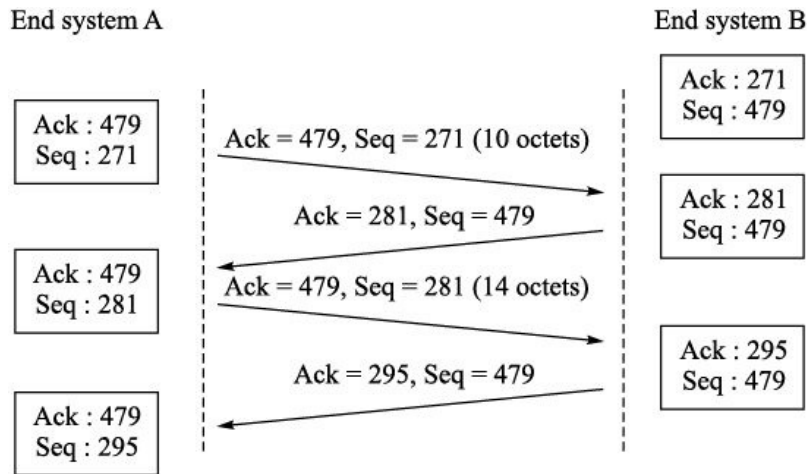 End system A
End system B
Ack : 271
Seq : 479
Ack : 479
Seq : 271
Ack = 479, Seq = 271 (10 octets)
Ack : 281
Seq : 479
Ack = 281, Seq = 479
Ack : 479
Seq : 281
Ack = 479, Seq = 281 (14 octets)
Ack : 295
Seq : 479
Ack = 295, Seq = 479
Ack : 479
Seq : 295